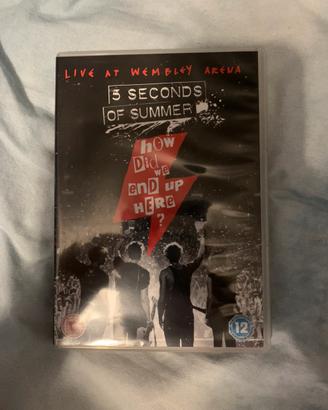 LIVE AT WEMBLEY ARENA
5 SECONDS
OF SUMMER
HOW
DiD
WE
END UP
HERE
?
12